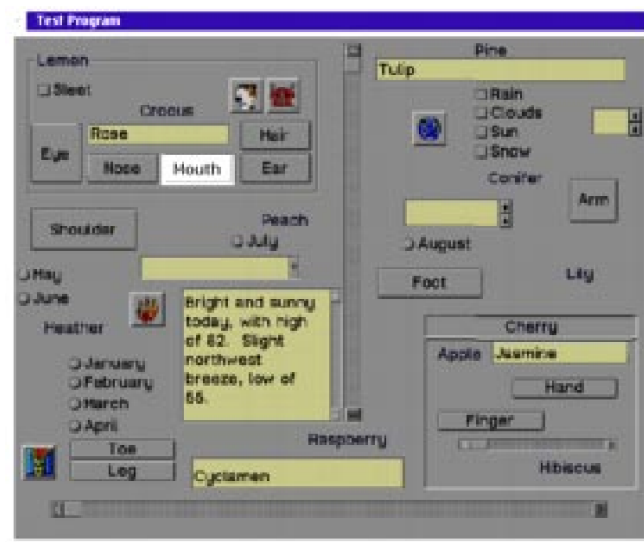 Test Program
Lemon
Sleet
Crocus
Rose
Hair
Eye
Nose
Mouth
Ear
Shoulder
Peach
July
May
June
Heather
Bright and sunny
today, with high
of 82. Slight
northwest
breeze, low of
55.
January
February
March
April
Toe
Leg
Raspberry
Cyclamen
Pine
Tulip
Rain
Clouds
Sun
Snow
Conifer
Arm
August
Foot
Lily
Cherry
Apple Jasmine
Hand
Finger
Hibiscus